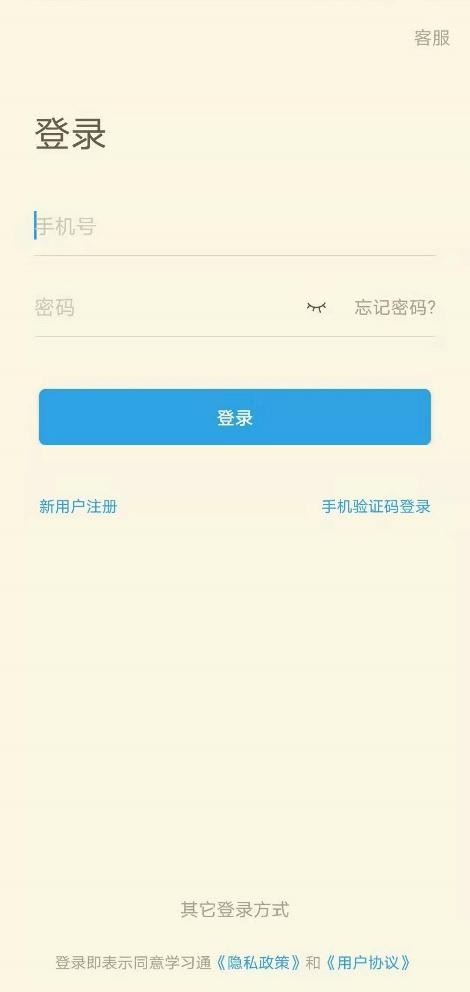 客服
登录
手机号
密码 忘记密码?
登录
新用户注册 手机验证码登录
其它登录方式
登录即表示同意学习通《隐私政策》和《用户协议》